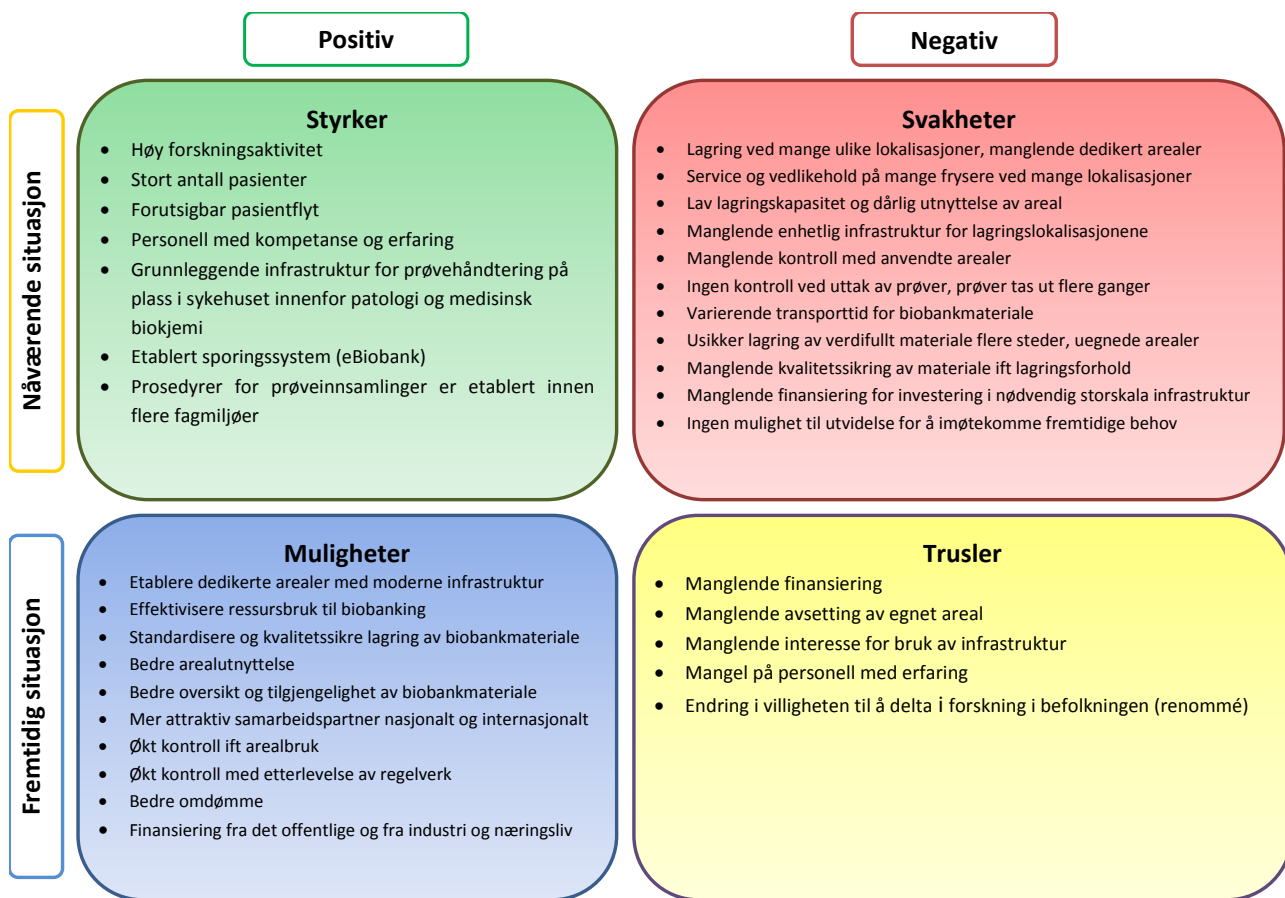 Positiv
Negativ
Nåværende situasjon
Styrker
• Høy forskningsaktivitet
• Stort antall pasienter
• Forutsigbar pasientflyt
• Personell med kompetanse og erfaring
• Grunnleggende infrastruktur for prøvehåndtering på
plass i sykehuset innenfor patologi og medisinsk
biokjemi
• Etablert sporingssystem (eBiobank)
• Prosedyrer for prøveinnsamlinger er etablert innen
flere fagmiljøer
Svakheter
• Lagring ved mange ulike lokalisasjoner, manglende dedikert arealer
• Service og vedlikehold på mange frysere ved mange lokalisasjoner
• Lav lagringskapasitet og dårlig utnyttelse av areal
• Manglende enhetlig infrastruktur for lagringslokalisasjonene
• Manglende kontroll med anvendte arealer
• Ingen kontroll ved uttak av prøver, prøver tas ut flere ganger
• Varierende transporttid for biobankmateriale
• Usikker lagring av verdifullt materiale flere steder, uegnede arealer
• Manglende kvalitetssikring av materiale ift lagringsforhold
• Manglende finansiering for investering i nødvendig storskala infrastruktur
• Ingen mulighet til utvidelse for å imøtekomme fremtidige behov
Fremtidig situasjon
Muligheter
• Etablere dedikerte arealer med moderne infrastruktur
• Effektivisere ressursbruk til biobanking
• Standardisere og kvalitetssikre lagring av biobankmateriale
• Bedre arealutnyttelse
• Bedre oversikt og tilgjengelighet av biobankmateriale
• Mer attraktiv samarbeidspartner nasjonalt og internasjonalt
• Økt kontroll ift arealbruk
• Økt kontroll med etterlevelse av regelverk
• Bedre omdømme
• Finansiering fra det offentlige og fra industri og næringsliv
Trusler
• Manglende finansiering
• Manglende avsetting av egnet areal
• Manglende interesse for bruk av infrastruktur
• Mangel på personell med erfaring
• Endring i villigheten til å delta i forskning i befolkningen (renommé)